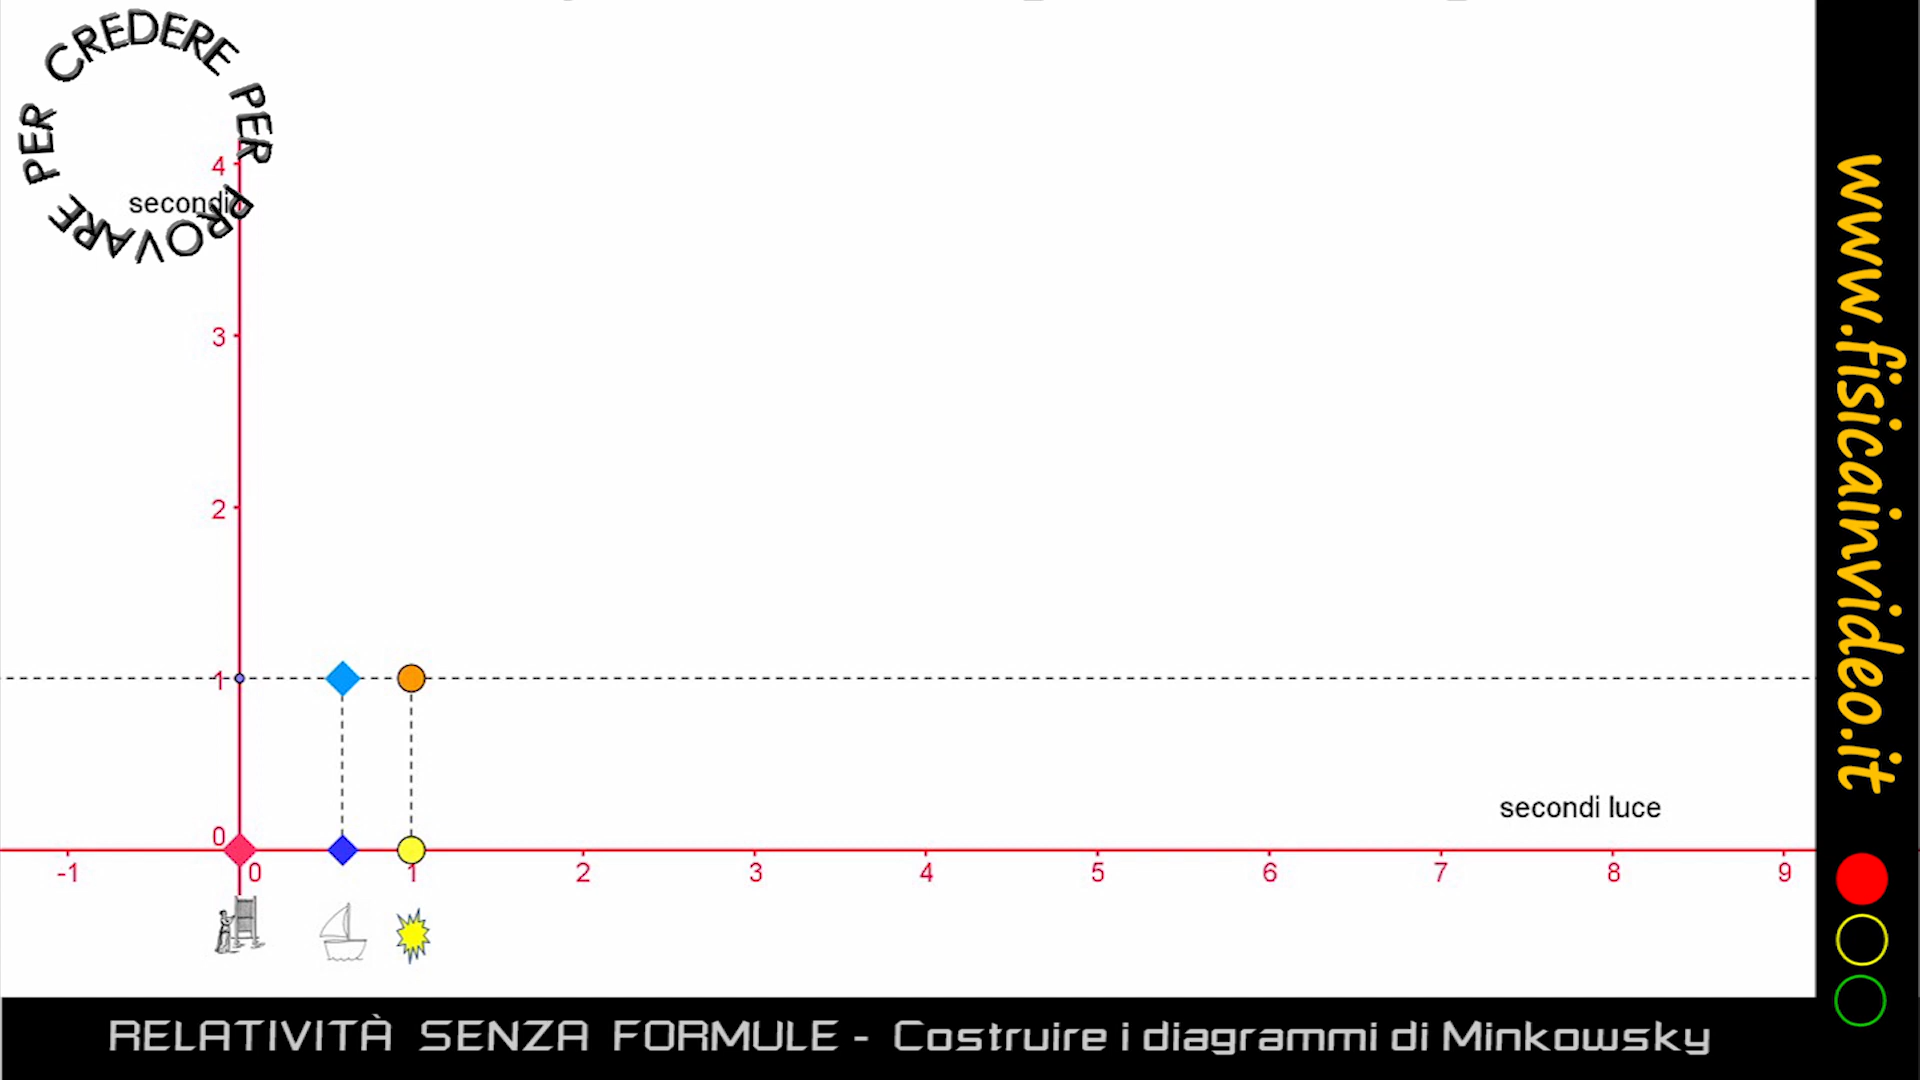 CREDERE PER PROVARE PER
4
secondi
3
2
1
0
secondi luce
-1 0 1 2 3 4 5 6 7 8 9
www.fisicainvideo.it
RELATIVITÀ SENZA FORMULE - Costruire i diagrammi di Minkowsky